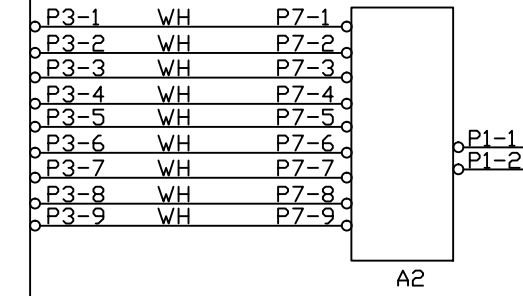 P3-1 WH P7-1
P3-2 WH P7-2
P3-3 WH P7-3
P3-4 WH P7-4
P3-5 WH P7-5
P3-6 WH P7-6
P3-7 WH P7-7
P3-8 WH P7-8
P3-9 WH P7-9
P1-1
P1-2
A2